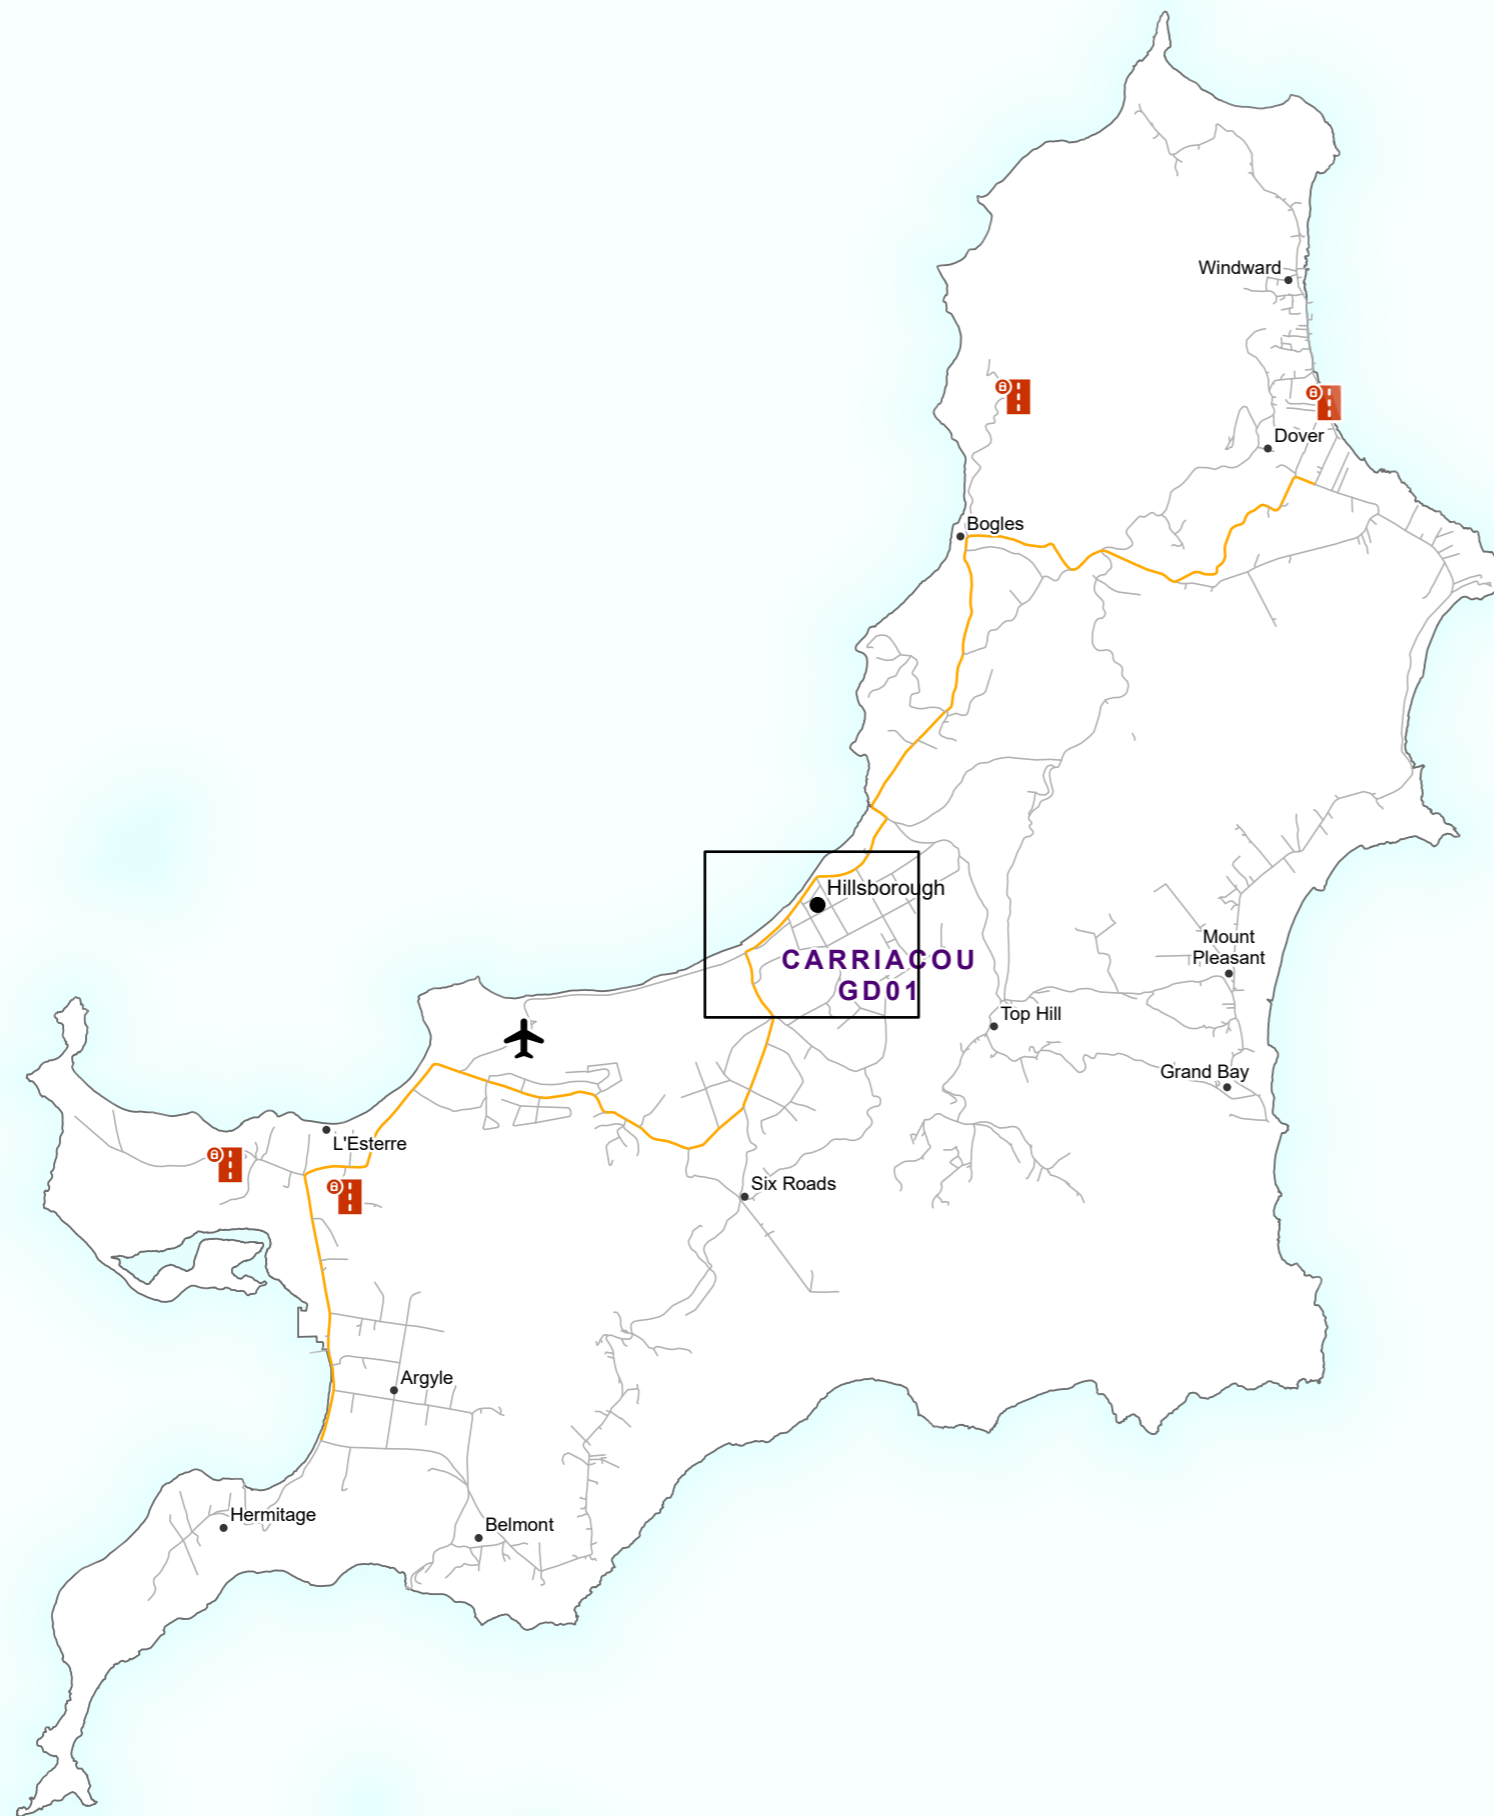 Windward
Dover
Bogles
Hillsborough
CARRIACOU
GD01
Mount
Pleasant
Top Hill
Grand Bay
L'Esterre
Six Roads
Argyle
Hermitage
Belmont